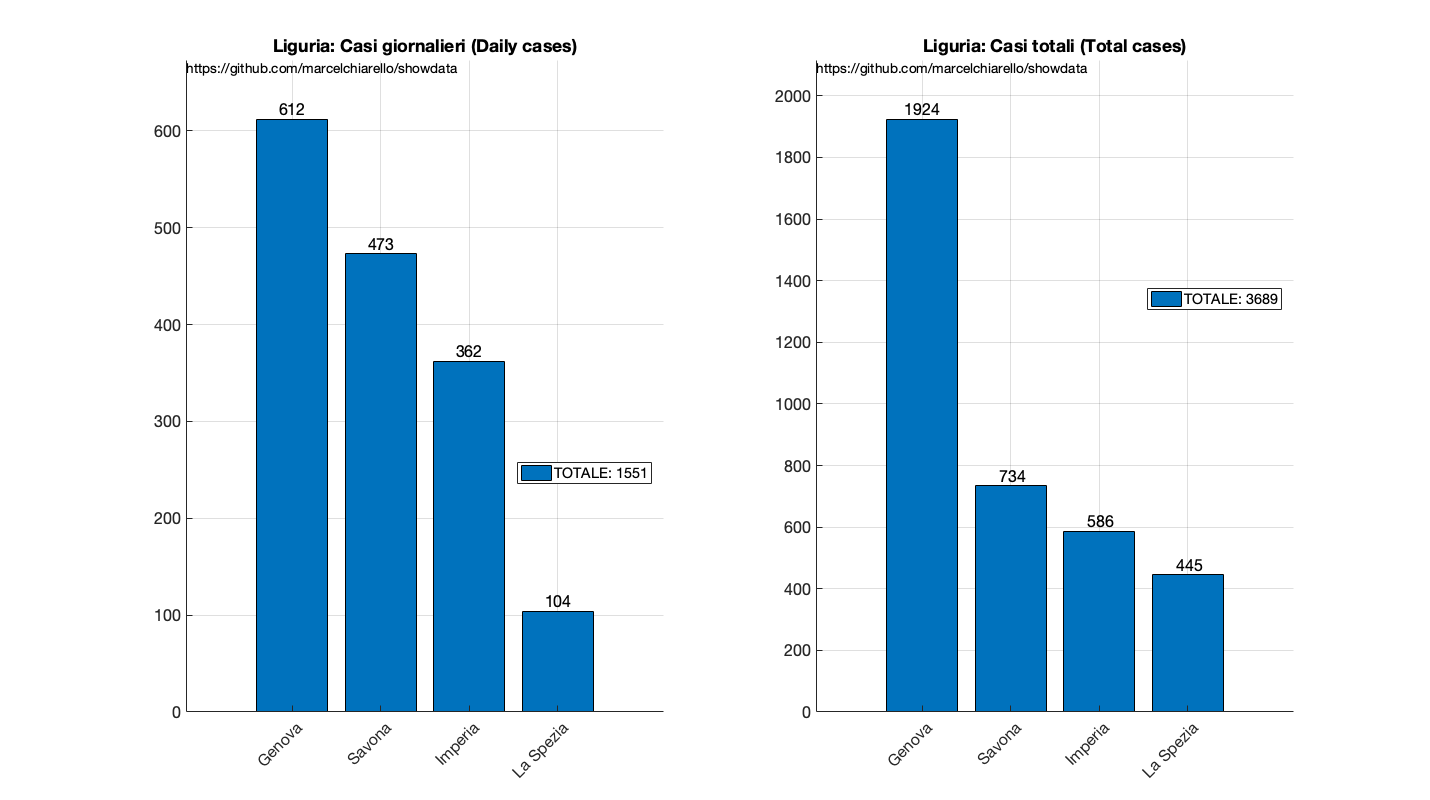 Liguria: Casi giornalieri (Daily cases)
https://github.com/marcelchiarello/showdata
612
600
500
473
400
362
300
TOTALE: 1551
200
104
100
0
Genova
Savona
Imperia
La Spezia
Liguria: Casi totali (Total cases)
https://github.com/marcelchiarello/showdata
2000
1924
1800
1600
1400
TOTALE: 3689
1200
1000
800
734
600
586
445
400
200
0
Genova
Savona
Imperia
La Spezia